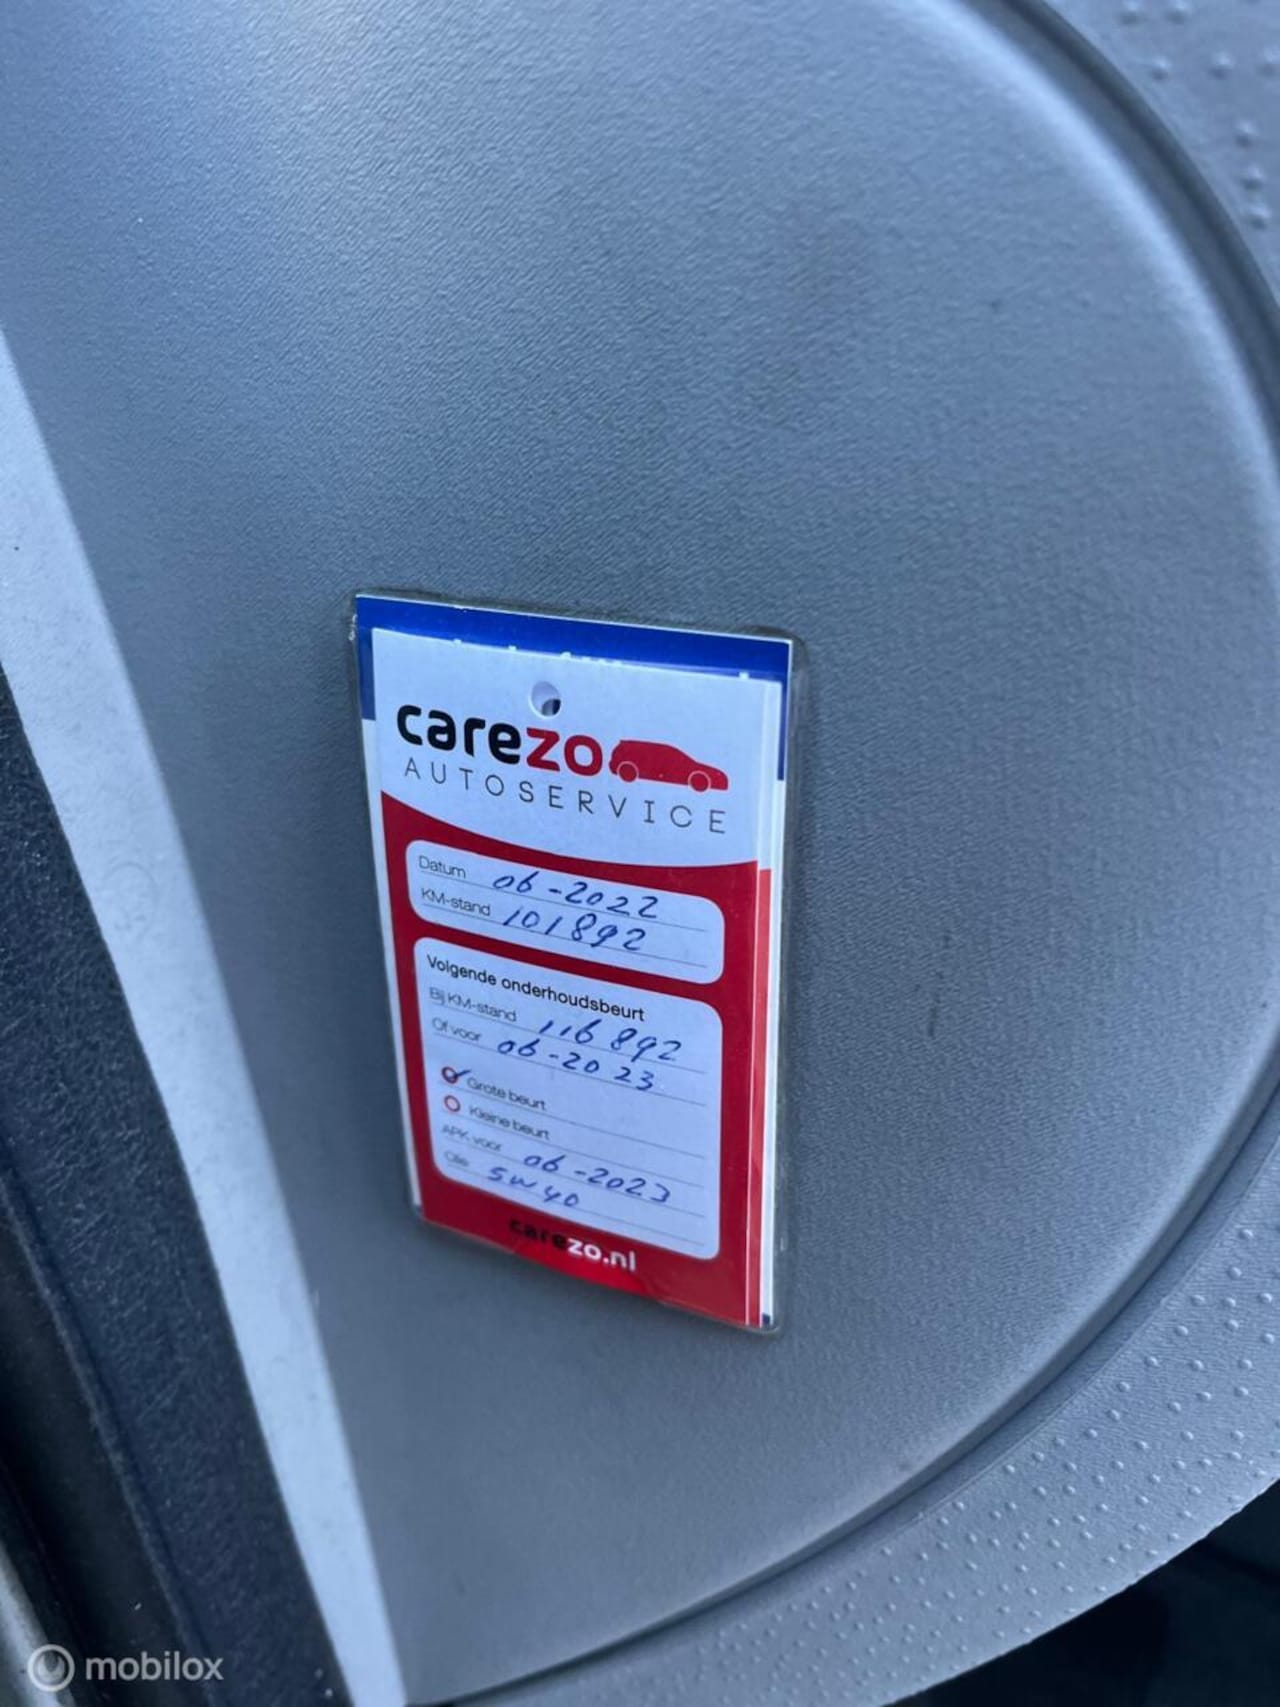 carezo
AUTOSERVICE
Datum 06-2022
KM-stand 101892
Volgende onderhoudsbeurt
Bij KM-stand 116892
Of voor 06-2023
Grote beurt
Kleine beurt
APK voor 06-2023
Olie 5W40
carezo.nl
mobilox